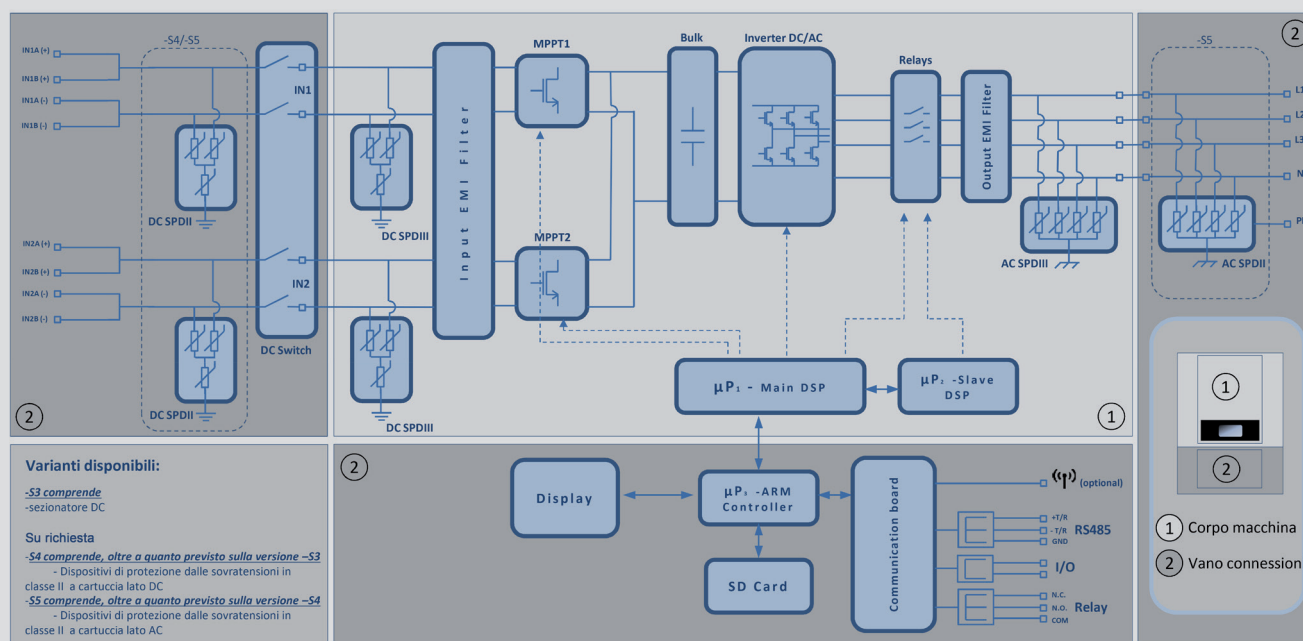 -S4/-S5
IN1A (+)
IN1B (+)
IN1A (-)
IN1B (-)
IN1
DC SPDII
IN2A (+)
IN2B (+)
IN2A (-)
IN2B (-)
IN2
DC SPDII
DC Switch
2
1
DC SPDIII
DC SPDIII
Input EMI Filter
MPPT1
MPPT2
Bulk
Inverter DC/AC
Relays
Output EMI Filter
AC SPDIII
µP₁ - Main DSP
µP₂ -Slave
DSP
1
2
-S5
L1
L2
L3
N
AC SPDII
1
2
1 Corpo macchina
2 Vano connession
Varianti disponibili:
-S3 comprende
-sezionatore DC
Su richiesta
-S4 comprende, oltre a quanto previsto sulla versione –S3
- Dispositivi di protezione dalle sovratensioni in
classe II a cartuccia lato DC
-S5 comprende, oltre a quanto previsto sulla versione –S4
- Dispositivi di protezione dalle sovratensioni in
classe II a cartuccia lato AC
2
Display
µP₃ -ARM
Controller
SD Card
Communication board
(optional)
+T/R
- T/R RS485
GND
I/O
N.C.
N.O. Relay
COM